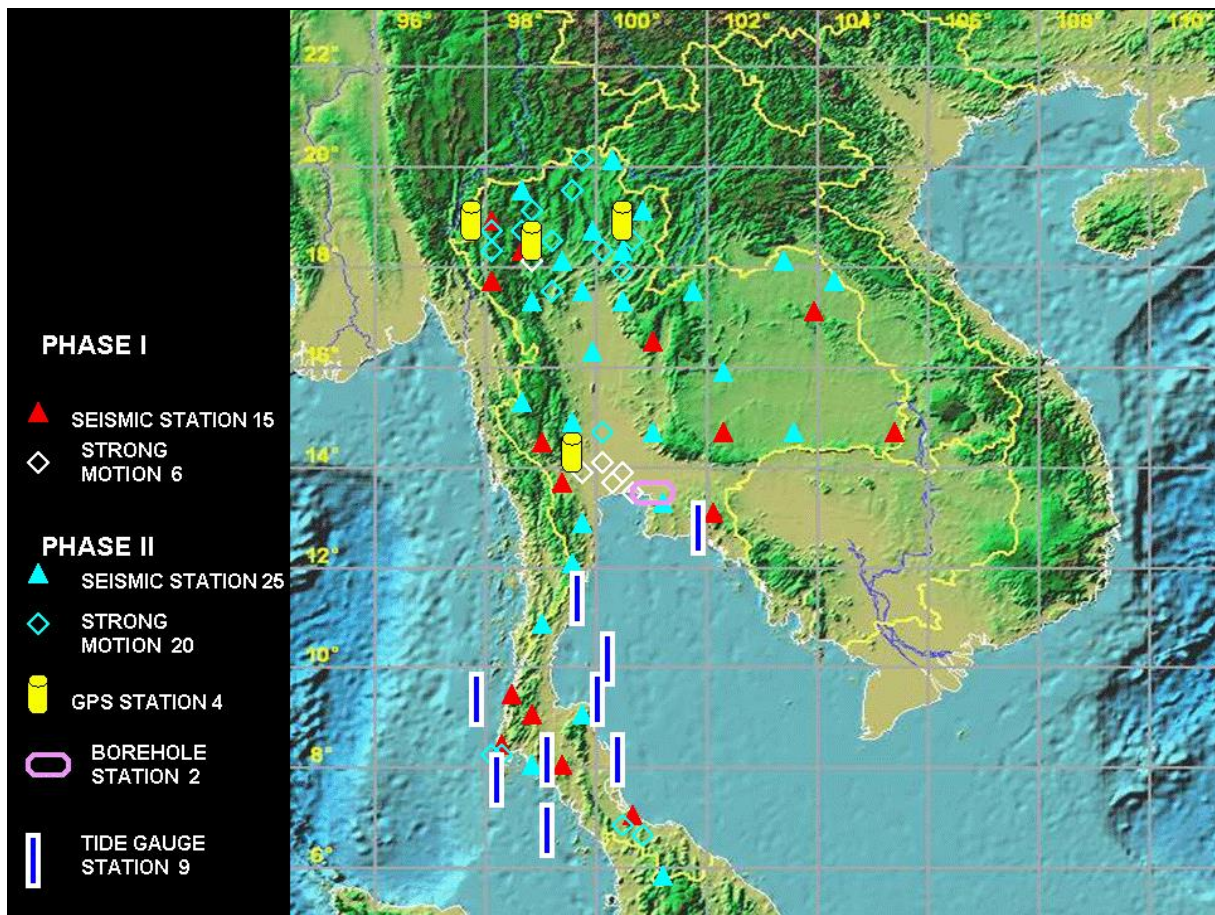 PHASE I
SEISMIC STATION 15
STRONG
MOTION 6
PHASE II
SEISMIC STATION 25
STRONG
MOTION 20
GPS STATION 4
BOREHOLE
STATION 2
TIDE GAUGE
STATION 9
96° 98° 100° 102° 104° 106° 108° 110°
22°
20°
18°
16°
14°
12°
10°
8°
6°